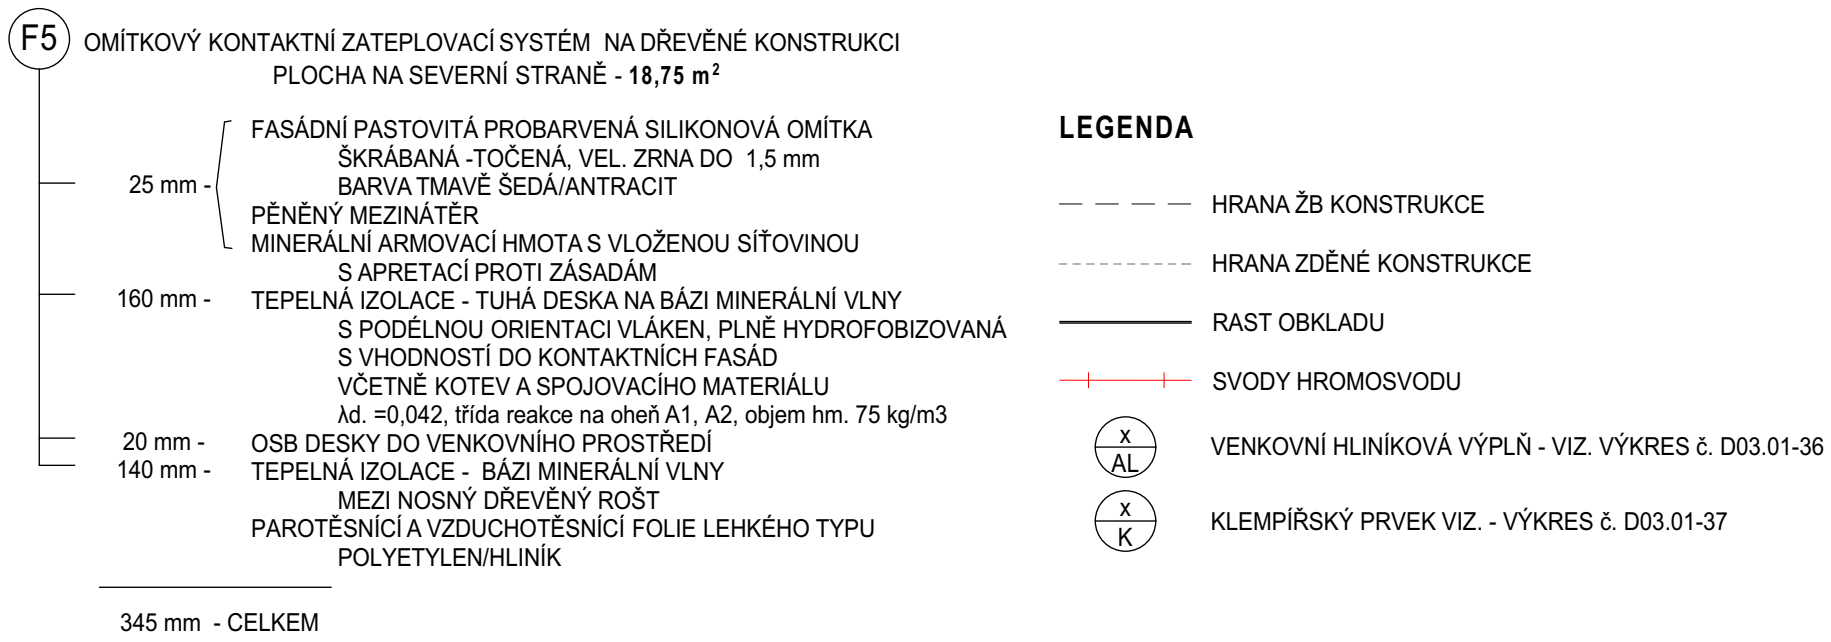 F5 OMÍTKOVÝ KONTAKTNÍ ZATEPLOVACÍ SYSTÉM NA DŘEVĚNÉ KONSTRUKCI
PLOCHA NA SEVERNÍ STRANĚ - 18,75 m²
FASÁDNÍ PASTOVITÁ PROBARVENÁ SILIKONOVÁ OMÍTKA
ŠKRÁBANÁ -TOČENÁ, VEL. ZRNA DO 1,5 mm
25 mm - BARVA TMAVĚ ŠEDÁ/ANTRACIT
PĚNĚNÝ MEZINÁTĚR
MINERÁLNÍ ARMOVACÍ HMOTA S VLOŽENOU SÍŤOVINOU
S APRETACÍ PROTI ZÁSADÁM
160 mm - TEPELNÁ IZOLACE - TUHÁ DESKA NA BÁZI MINERÁLNÍ VLNY
S PODÉLNOU ORIENTACI VLÁKEN, PLNĚ HYDROFOBIZOVANÁ
S VHODNOSTÍ DO KONTAKTNÍCH FASÁD
VČETNĚ KOTEV A SPOJOVACÍHO MATERIÁLU
λd. =0,042, třída reakce na oheň A1, A2, objem hm. 75 kg/m3
20 mm - OSB DESKY DO VENKOVNÍHO PROSTŘEDÍ
140 mm - TEPELNÁ IZOLACE - BÁZI MINERÁLNÍ VLNY
MEZI NOSNÝ DŘEVĚNÝ ROŠT
PAROTĚSNÍCÍ A VZDUCHOTĚSNÍCÍ FOLIE LEHKÉHO TYPU
POLYETYLEN/HLINÍK
345 mm - CELKEM
LEGENDA
HRANA ŽB KONSTRUKCE
HRANA ZDĚNÉ KONSTRUKCE
RAST OBKLADU
SVODY HROMOSVODU
x
AL
VENKOVNÍ HLINÍKOVÁ VÝPLŇ - VIZ. VÝKRES č. D03.01-36
x
K
KLEMPÍŘSKÝ PRVEK VIZ. - VÝKRES č. D03.01-37